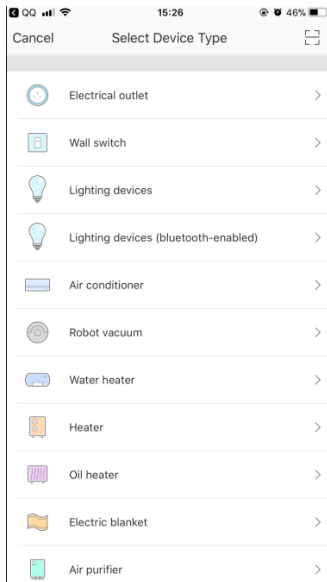 QQ 15:26 46%
Cancel Select Device Type
Electrical outlet
Wall switch
Lighting devices
Lighting devices (bluetooth-enabled)
Air conditioner
Robot vacuum
Water heater
Heater
Oil heater
Electric blanket
Air purifier